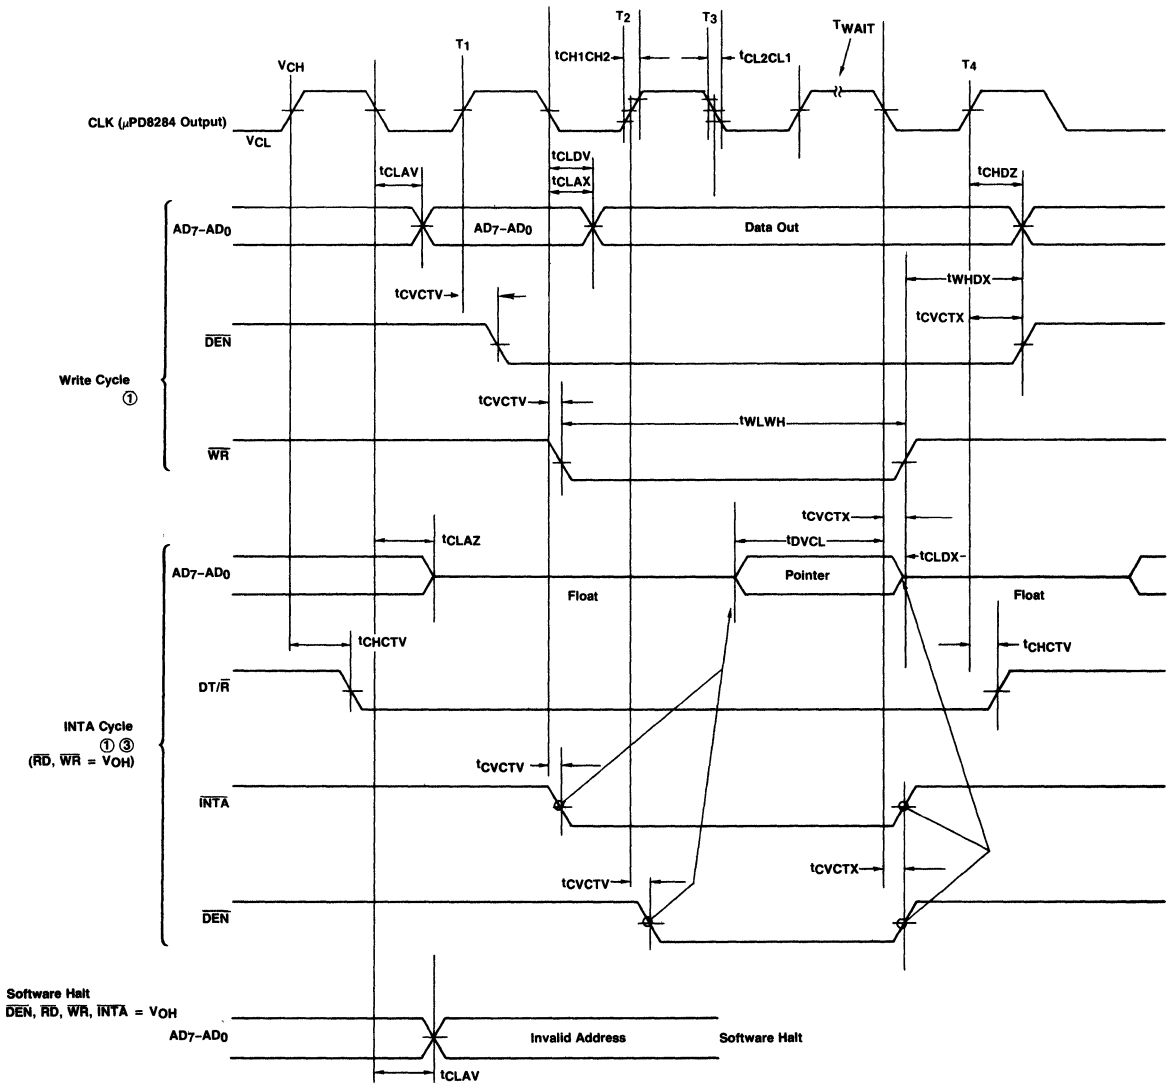 T2 T3 TWAIT
T1 tCH1CH2 tCL2CL1 T4
VCH
CLK (μPD8284 Output)
VCL
tCLDV
tCLAV tCLAX tCHDZ
AD7-AD0 AD7-AD0 Data Out
tWHDX
tCVCTV
tCVCTX
DEN
Write Cycle
①
tCVCTV
tWLWH
WR
tCVCTX
tCLAZ tDVCL
tCLDX
AD7-AD0 Pointer
Float Float
tCHCTV tCHCTV
DT/R
INTA Cycle
① ③
(RD, WR = VOH)
tCVCTV
INTA
tCVCTV tCVCTX
DEN
Software Halt
DEN, RD, WR, INTA = VOH
AD7-AD0 Invalid Address Software Halt
tCLAV